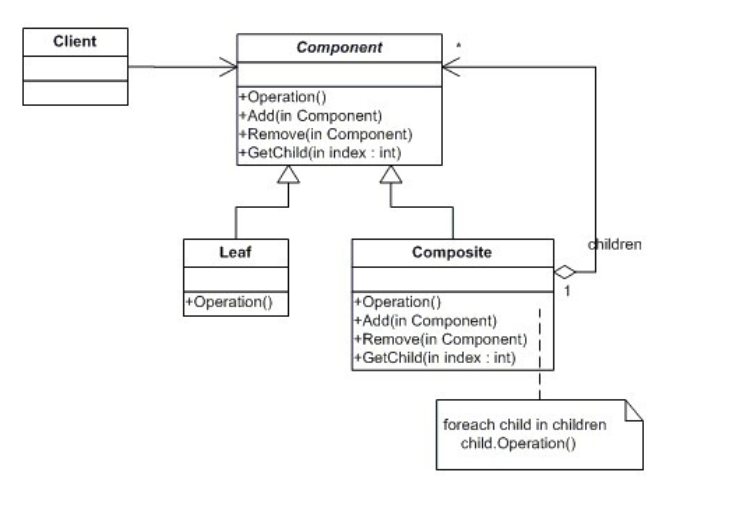 Client
Component
*
+Operation()
+Add(in Component)
+Remove(in Component)
+GetChild(in index : int)
Leaf
+Operation()
Composite
+Operation()
+Add(in Component)
+Remove(in Component)
+GetChild(in index : int)
children
1
foreach child in children
child.Operation()